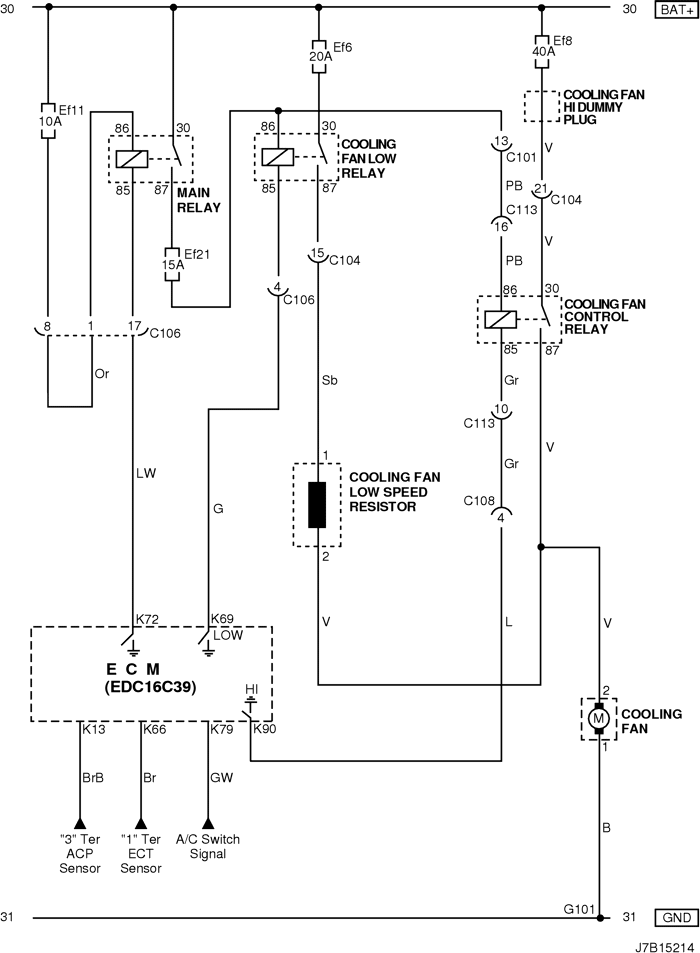 30
30
BAT+
Ef11
10A
Ef6
20A
Ef8
40A
COOLING FAN
HI DUMMY
PLUG
86
30
85
87
MAIN
RELAY
86
30
85
87
COOLING
FAN LOW
RELAY
13
C101
PB
C113
16
PB
V
21
C104
V
Ef21
15A
15
C104
4
C106
86
30
85
87
COOLING FAN
CONTROL
RELAY
8
1
17
C106
Or
LW
G
Sb
Gr
10
C113
Gr
C108
4
V
1
COOLING FAN
LOW SPEED
RESISTOR
2
V
L
V
K72
K69
LOW
E C M
(EDC16C39)
HI
K13
K66
K79
K90
BrB
Br
GW
"3" Ter
ACP
Sensor
"1" Ter
ECT
Sensor
A/C Switch
Signal
2
M
1
COOLING
FAN
B
G101
31
31
GND
J7B15214